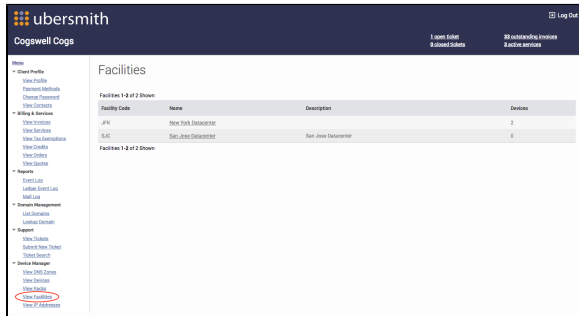 ubersmith
Log Out
Cogswell Cogs
1 open ticket
0 closed tickets
33 outstanding invoices
3 active services
Menu
Client Profile
View Profile
Payment Methods
Change Password
View Contacts
Billing & Services
View Invoices
View Services
View Tax Exemptions
View Credits
View Orders
View Quotes
Reports
Event Log
Ledger Event Log
Mail Log
Domain Management
List Domains
Lookup Domain
Support
View Tickets
Submit New Ticket
Ticket Search
Device Manager
View DNS Zones
View Devices
View Racks
View Facilities
View IP Addresses
Facilities
Facilities 1-2 of 2 Shown
Facility Code Name Description Devices
JFK New York Datacenter 2
SJC San Jose Datacenter San Jose Datacenter 0
Facilities 1-2 of 2 Shown